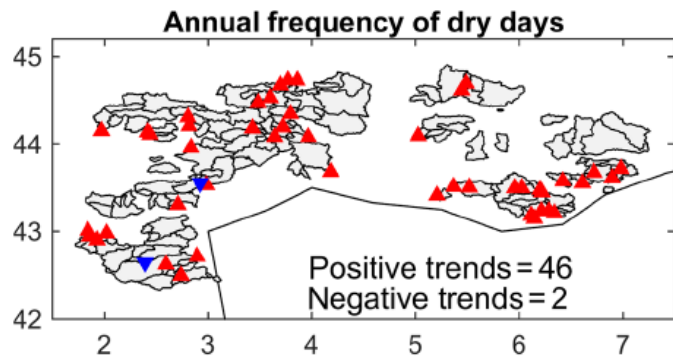 Annual frequency of dry days
45
44
43
42
Positive trends = 46
Negative trends = 2
2 3 4 5 6 7